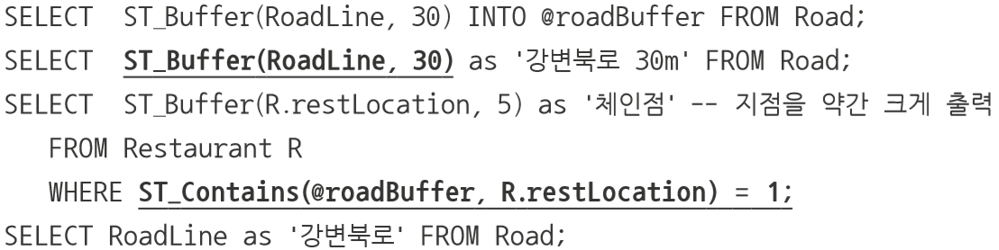 SELECT  ST_Buffer(RoadLine, 30) INTO @roadBuffer FROM Road;
SELECT  ST_Buffer(RoadLine, 30) as '강변북로 30m' FROM Road;
SELECT  ST_Buffer(R.restLocation, 5) as '체인점' -- 지점을 약간 크게 출력
   FROM Restaurant R
   WHERE ST_Contains(@roadBuffer, R.restLocation) = 1;
SELECT RoadLine as '강변북로' FROM Road;